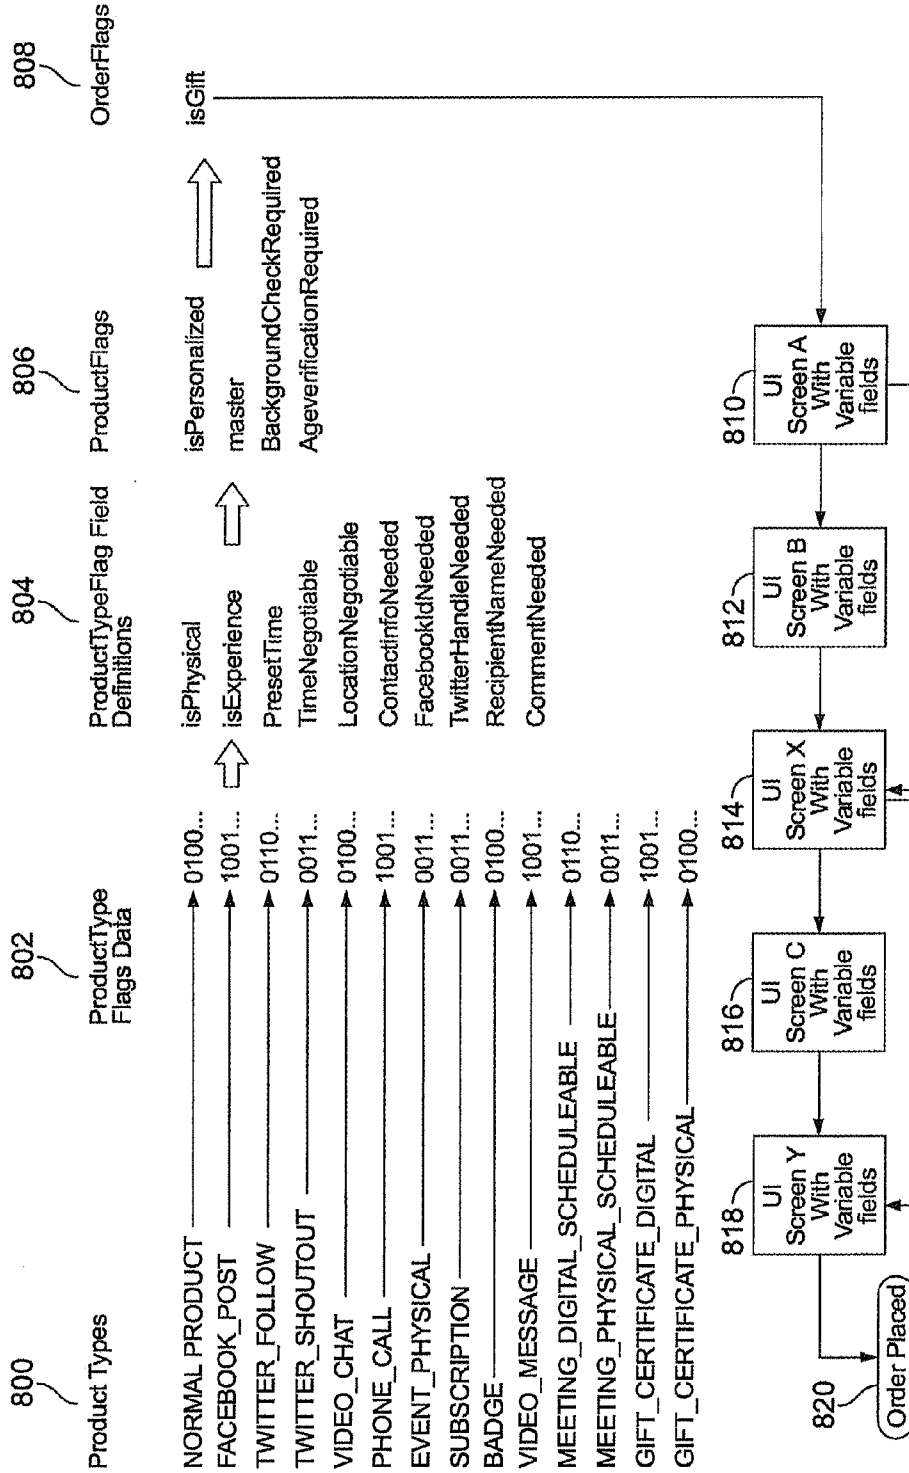 800
Product Types
NORMAL PRODUCT
FACEBOOK_POST
TWITTER_FOLLOW
TWITTER_SHOUTOUT
VIDEO_CHAT
PHONE_CALL
EVENT_PHYSICAL
SUBSCRIPTION
BADGE
VIDEO_MESSAGE
MEETING_DIGITAL_SCHEDULEABLE
MEETING_PHYSICAL_SCHEDULEABLE
GIFT_CERTIFICATE_DIGITAL
GIFT_CERTIFICATE_PHYSICAL
802
ProductType
Flags Data
0100...
1001...
0110...
0011...
0100...
1001...
0011...
0011...
0100...
1001...
0110...
0011...
1001...
0100...
804
ProductTypeFlag Field
Definitions
isPhysical
isExperience
PresetTime
TimeNegotiable
LocationNegotiable
ContactInfoNeeded
FacebookIdNeeded
TwitterHandleNeeded
RecipientNameNeeded
CommentNeeded
806
ProductFlags
isPersonalized
master
BackgroundCheckRequired
AgeverificationRequired
808
OrderFlags
isGift
810
UI
Screen A
With
Variable
fields
812
UI
Screen B
With
Variable
fields
814
UI
Screen X
With
Variable
fields
816
UI
Screen C
With
Variable
fields
818
UI
Screen Y
With
Variable
fields
820
Order Placed